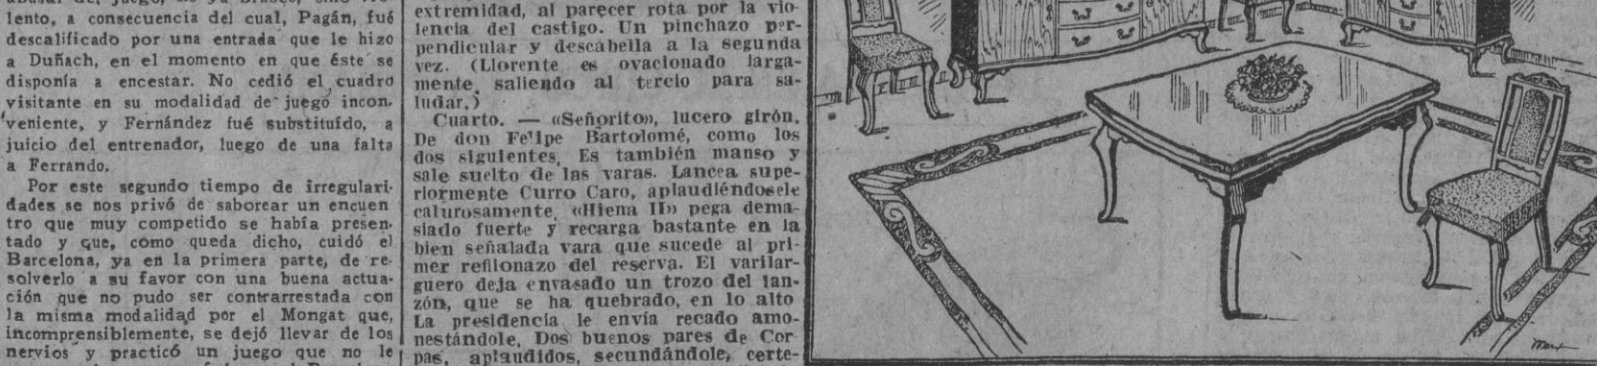 lento, a consecuencia del cual, Pagán, fué
descalificado por una entrada que le hizo
a Duñach, en el momento en que éste se
disponía a encestar. No cedió el cuadro
visitante en su modalidad de juego incon.
veniente, y Fernández fué substituído, a
juicio del entrenador, luego de una falta
a Ferrando.
Por este segundo tiempo de irregulari-
dades se nos privó de saborear un encuen
tro que muy competido se había presen.
tado y que, como queda dicho, cuidó el
Barcelona, ya en la primera parte, de re-
solverlo a su favor con una buena actua-
ción que no pudo ser contrarrestada con
la misma modalidad por el Mongat que,
incomprensiblemente, se dejó llevar de los
nervios y practicó un juego que no le
extremidad, al parecer rota por la vio-
lencia del castigo. Un pinchazo per-
pendicular y descabella a la segunda
vez. (Llorente es ovacionado larga-
mente, saliendo al tercio para sa-
ludar.)
Cuarto. — «Señorito», lucero girón.
De don Felipe Bartolomé, como los
dos siguientes. Es también manso y
sale suelto de las varas. Lancea supe-
riormente Curro Caro, aplaudiéndosele
calurosamente. «Hiena II» pega dema-
siado fuerte y recarga bastante en la
bien señalada vara que sucede al pri-
mer refilonazo del reserva. El varilar-
guero deja envasado un trozo del lan-
zón, que se ha quebrado, en lo alto
La presidencia le envía recado amo-
nestándole. Dos buenos pares de Cor
pas, aplaudidos, secundándole, certe-